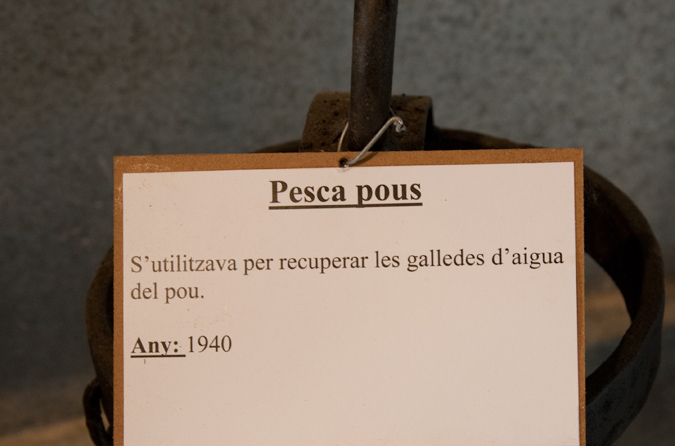 Pesca pous
S’utilitzava per recuperar les galledes d’aigua
del pou.
Any: 1940